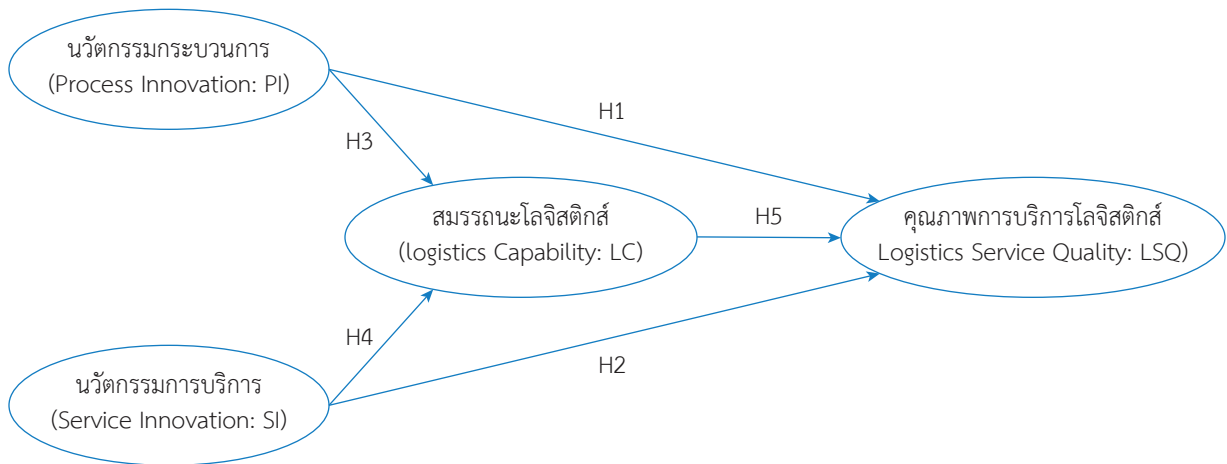 นวัตกรรมกระบวนการ
(Process Innovation: PI)
H1
H3
สมรรถนะโลจิสติกส์
(logistics Capability: LC)
H5
คุณภาพการบริการโลจิสติกส์
Logistics Service Quality: LSQ)
H4
H2
นวัตกรรมการบริการ
(Service Innovation: SI)